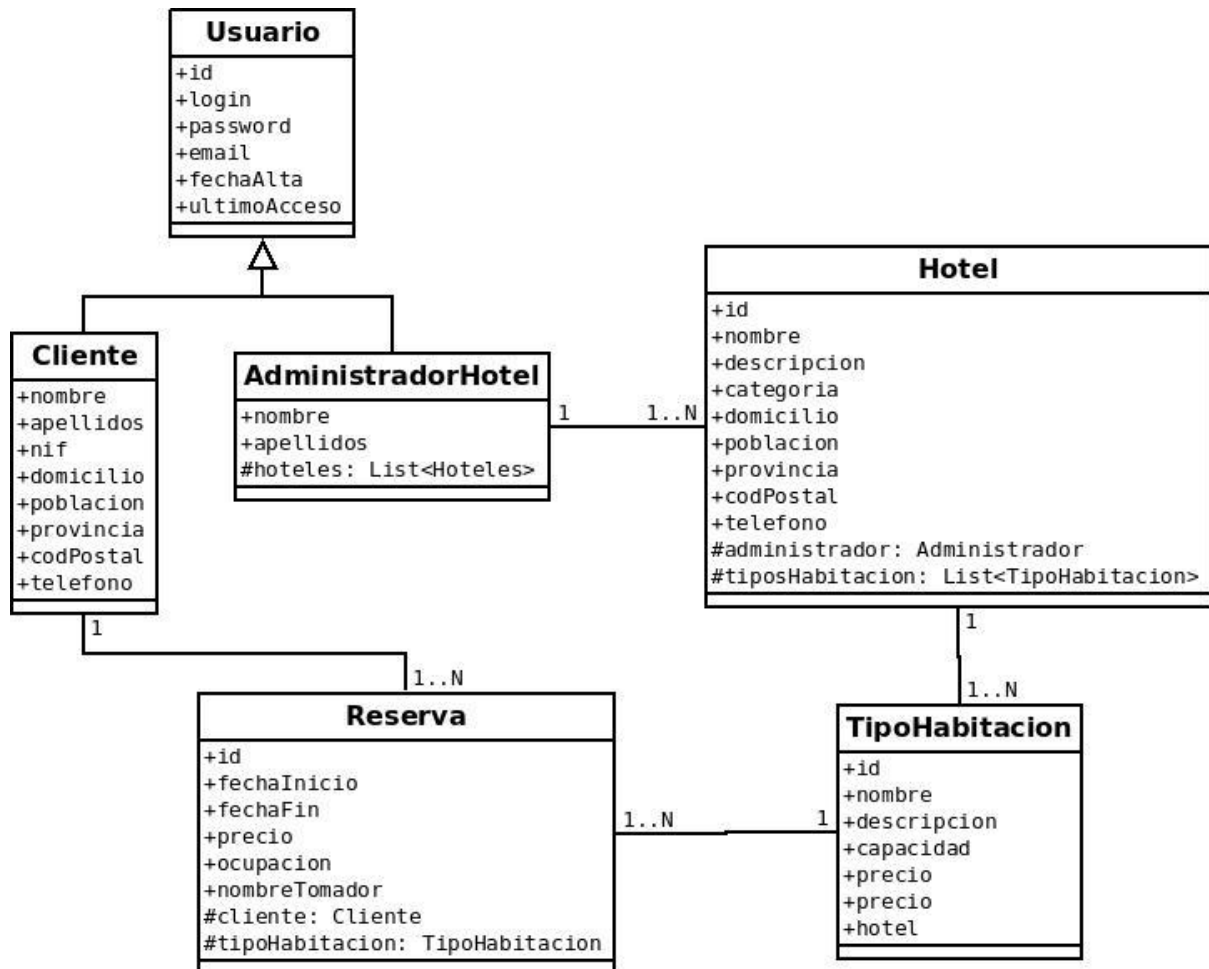 Usuario
+id
+login
+password
+email
+fechaAlta
+ultimoAcceso
Cliente
+nombre
+apellidos
+nif
+domicilio
+poblacion
+provincia
+codPostal
+telefono
AdministradorHotel
+nombre
+apellidos
#hoteles: List<Hoteles>
1
1..N
Hotel
+id
+nombre
+descripcion
+categoria
+domicilio
+poblacion
+provincia
+codPostal
+telefono
#administrador: Administrador
#tiposHabitacion: List<TipoHabitacion>
1
1..N
1
1..N
Reserva
+id
+fechaInicio
+fechaFin
+precio
+ocupacion
+nombreTomador
#cliente: Cliente
#tipoHabitacion: TipoHabitacion
1..N
1
TipoHabitacion
+id
+nombre
+descripcion
+capacidad
+precio
+precio
+hotel